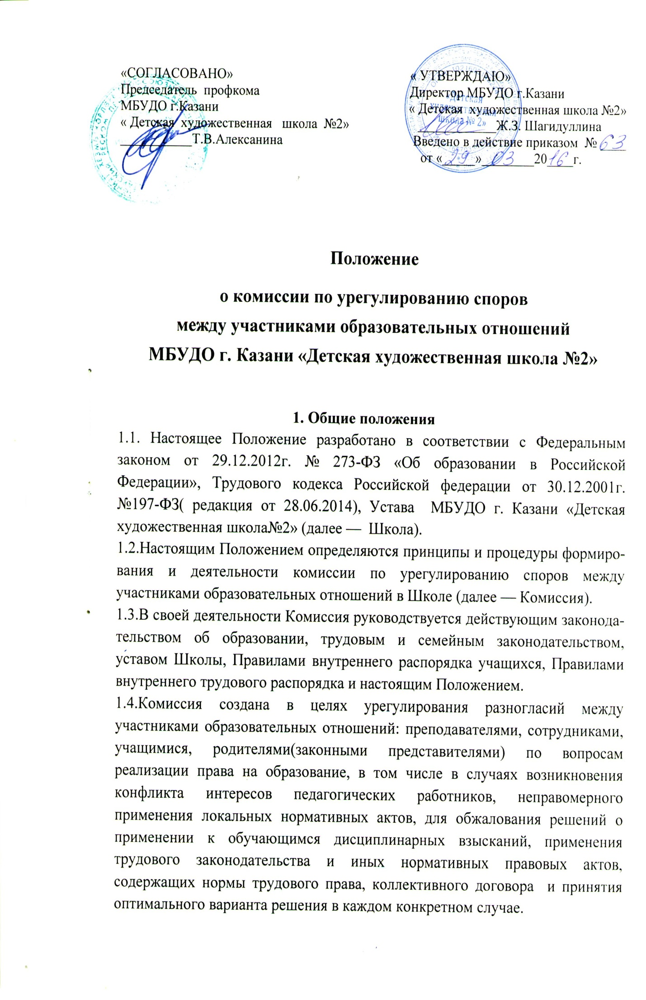 «СОГЛАСОВАНО»
Председатель профкома
МБУДО г.Казани
« Детская художественная школа №2»
___________Т.В.Алексанина
« УТВЕРЖДАЮ»
Директор МБУДО г.Казани
« Детская художественная школа №2»
____________Ж.З. Шагидуллина
Введено в действие приказом № 63
от « 29 » 03 2016 г.
«Детская
художественная
школа № 2»
Положение
о комиссии по урегулированию споров
между участниками образовательных отношений
МБУДО г. Казани «Детская художественная школа №2»
1. Общие положения
1.1. Настоящее Положение разработано в соответствии с Федеральным
законом от 29.12.2012г. № 273-ФЗ «Об образовании в Российской
Федерации», Трудового кодекса Российской федерации от 30.12.2001г.
№197-ФЗ( редакция от 28.06.2014), Устава МБУДО г. Казани «Детская
художественная школа№2» (далее — Школа).
1.2.Настоящим Положением определяются принципы и процедуры формиро-
вания и деятельности комиссии по урегулированию споров между
участниками образовательных отношений в Школе (далее — Комиссия).
1.3.В своей деятельности Комиссия руководствуется действующим законода-
тельством об образовании, трудовым и семейным законодательством,
уставом Школы, Правилами внутреннего распорядка учащихся, Правилами
внутреннего трудового распорядка и настоящим Положением.
1.4.Комиссия создана в целях урегулирования разногласий между
участниками образовательных отношений: преподавателями, сотрудниками,
учащимися, родителями(законными представителями) по вопросам
реализации права на образование, в том числе в случаях возникновения
конфликта интересов педагогических работников, неправомерного
применения локальных нормативных актов, для обжалования решений о
применении к обучающимся дисциплинарных взысканий, применения
трудового законодательства и иных нормативных правовых актов,
содержащих нормы трудового права, коллективного договора и принятия
оптимального варианта решения в каждом конкретном случае.